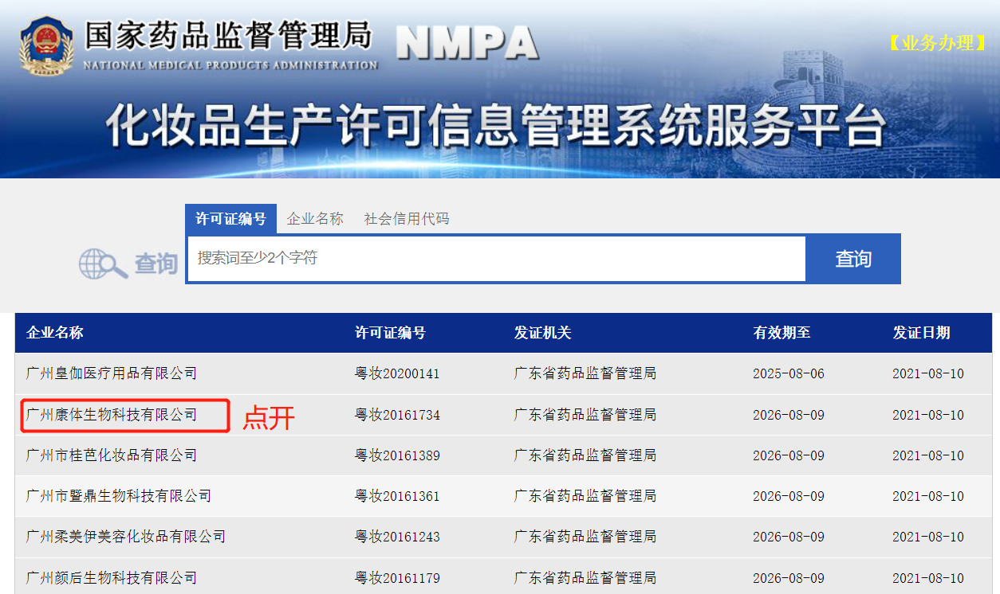 国家药品监督管理局 NMPA
NATIONAL MEDICAL PRODUCTS ADMINISTRATION
【业务办理】
化妆品生产许可信息管理系统服务平台
许可证编号 企业名称 社会信用代码
查询 搜索词至少2个字符 查询
企业名称 许可证编号 发证机关 有效期至 发证日期
广州皇伽医疗用品有限公司 粤妆20200141 广东省药品监督管理局 2025-08-06 2021-08-10
广州康体生物科技有限公司 点开 粤妆20161734 广东省药品监督管理局 2026-08-09 2021-08-10
广州市桂芭化妆品有限公司 粤妆20161389 广东省药品监督管理局 2026-08-09 2021-08-10
广州市暨鼎生物科技有限公司 粤妆20161361 广东省药品监督管理局 2026-08-09 2021-08-10
广州柔美伊美容化妆品有限公司 粤妆20161243 广东省药品监督管理局 2026-08-09 2021-08-10
广州颜后生物科技有限公司 粤妆20161179 广东省药品监督管理局 2026-08-09 2021-08-10